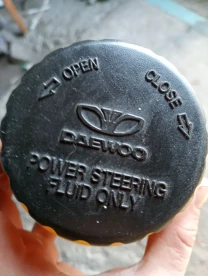 OPEN
CLOSE
DAEWOO
POWER STEERING
FLUID ONLY